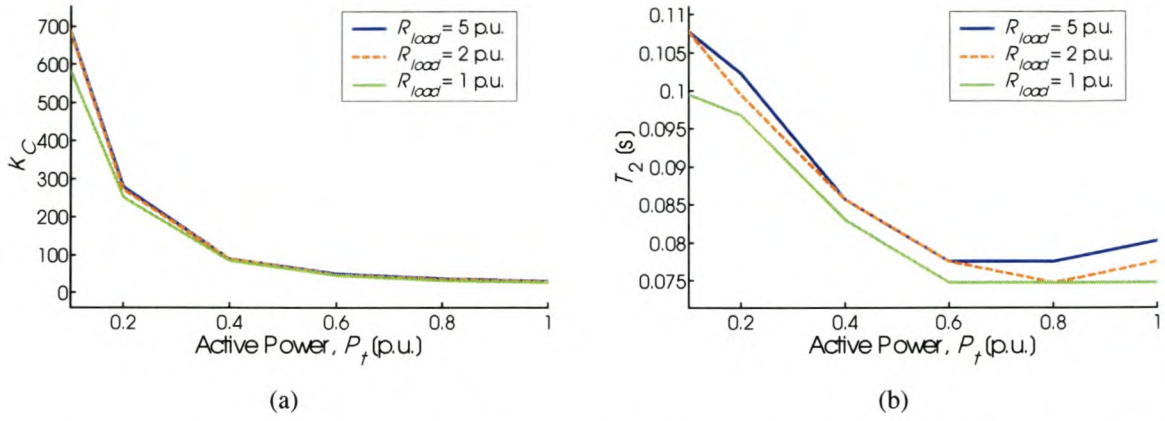 700
600
500
400
300
200
100
0
K_C
R_load = 5 p.u.
R_load = 2 p.u.
R_load = 1 p.u.
0.2 0.4 0.6 0.8 1
Active Power, P_t (p.u.)
(a)
0.11
0.105
0.1
0.095
0.09
0.085
0.08
0.075
T_2 (s)
R_load = 5 p.u.
R_load = 2 p.u.
R_load = 1 p.u.
0.2 0.4 0.6 0.8 1
Active Power, P_t (p.u.)
(b)